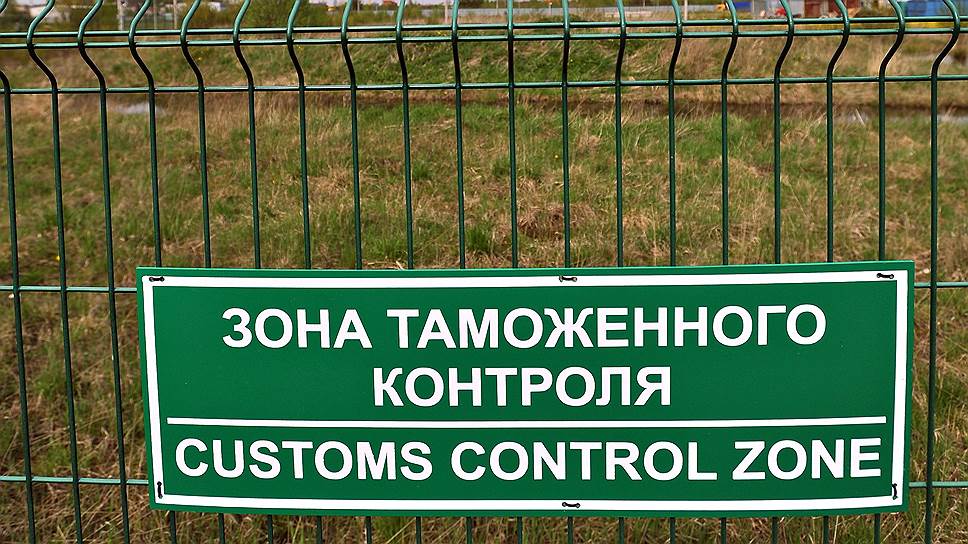 ЗОНА ТАМОЖЕННОГО
КОНТРОЛЯ
CUSTOMS CONTROL ZONE